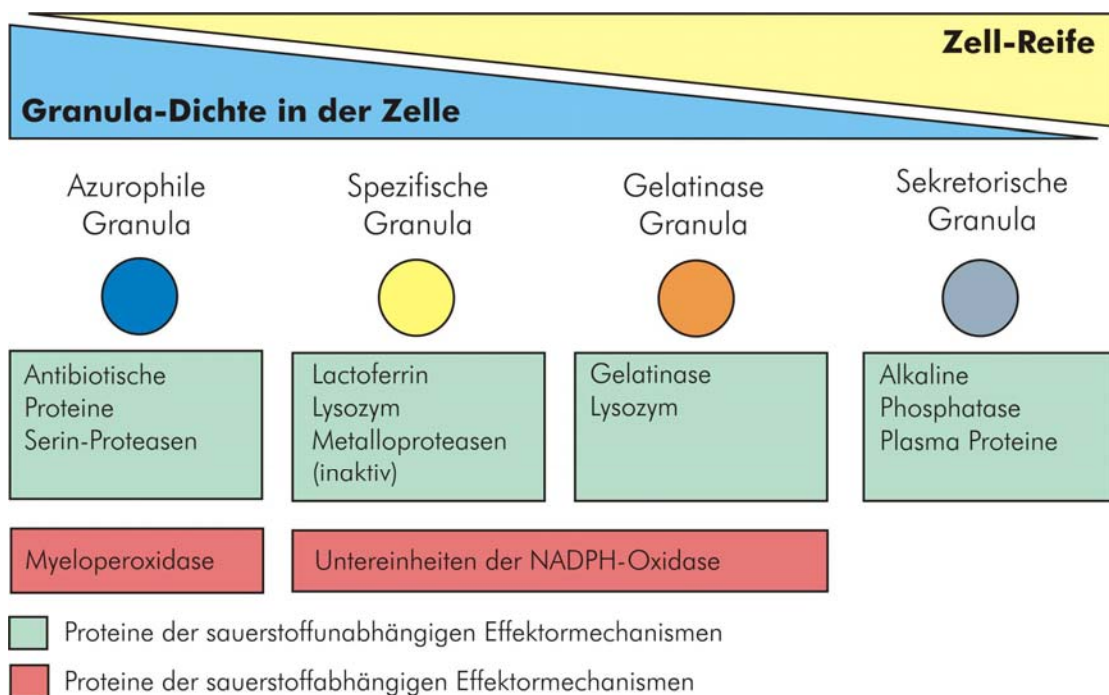 Zell-Reife
Granula-Dichte in der Zelle
Azurophile
Granula
Spezifische
Granula
Gelatinase
Granula
Sekretorische
Granula
Antibiotische
Proteine
Serin-Proteasen
Lactoferrin
Lysozym
Metalloproteasen
(inaktiv)
Gelatinase
Lysozym
Alkaline
Phosphatase
Plasma Proteine
Myeloperoxidase
Untereinheiten der NADPH-Oxidase
Proteine der sauerstoffunabhängigen Effektormechanismen
Proteine der sauerstoffabhängigen Effektormechanismen